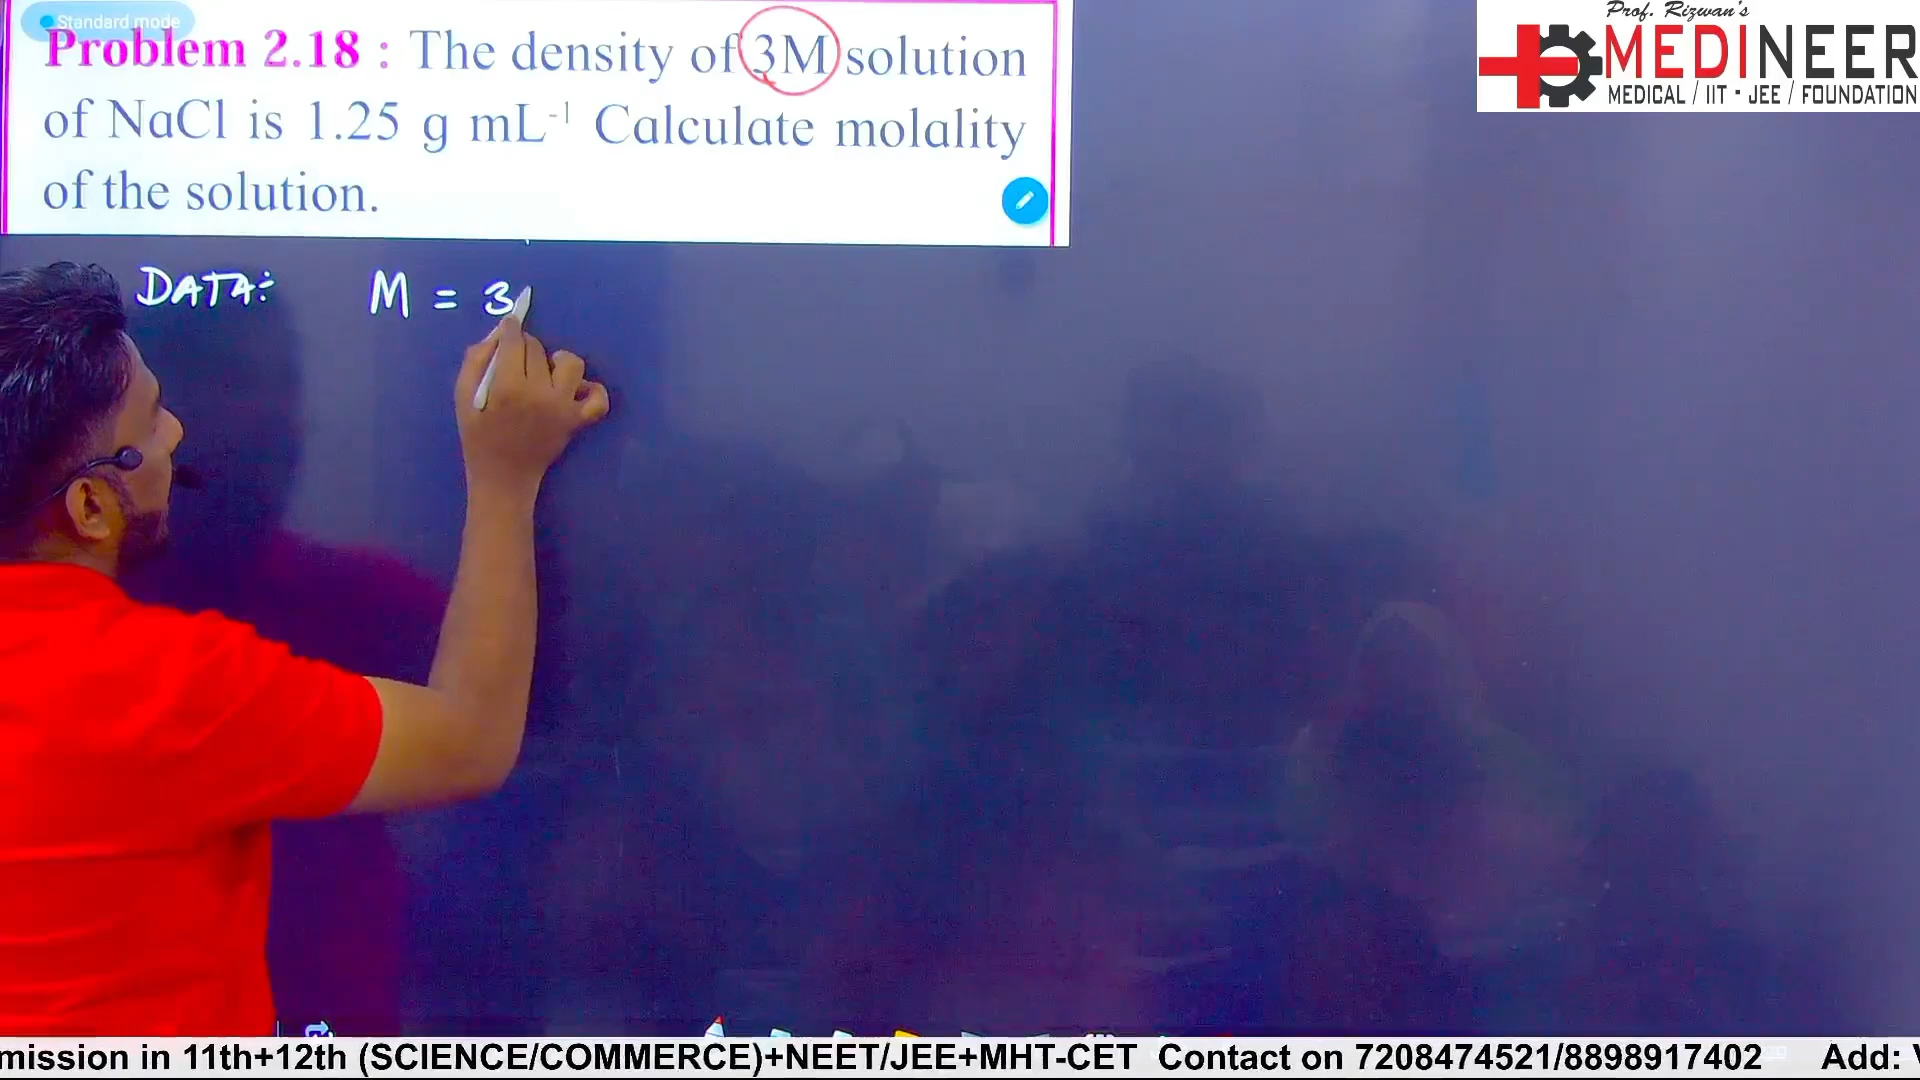 Standard mode
Problem 2.18 : The density of 3M solution
of NaCl is 1.25 g mL⁻¹ Calculate molality
of the solution.
Prof. Rizwan's
MEDINEER
MEDICAL / IIT - JEE / FOUNDATION
DATA:- M = 3
mission in 11th+12th (SCIENCE/COMMERCE)+NEET/JEE+MHT-CET Contact on 7208474521/8898917402 Add: